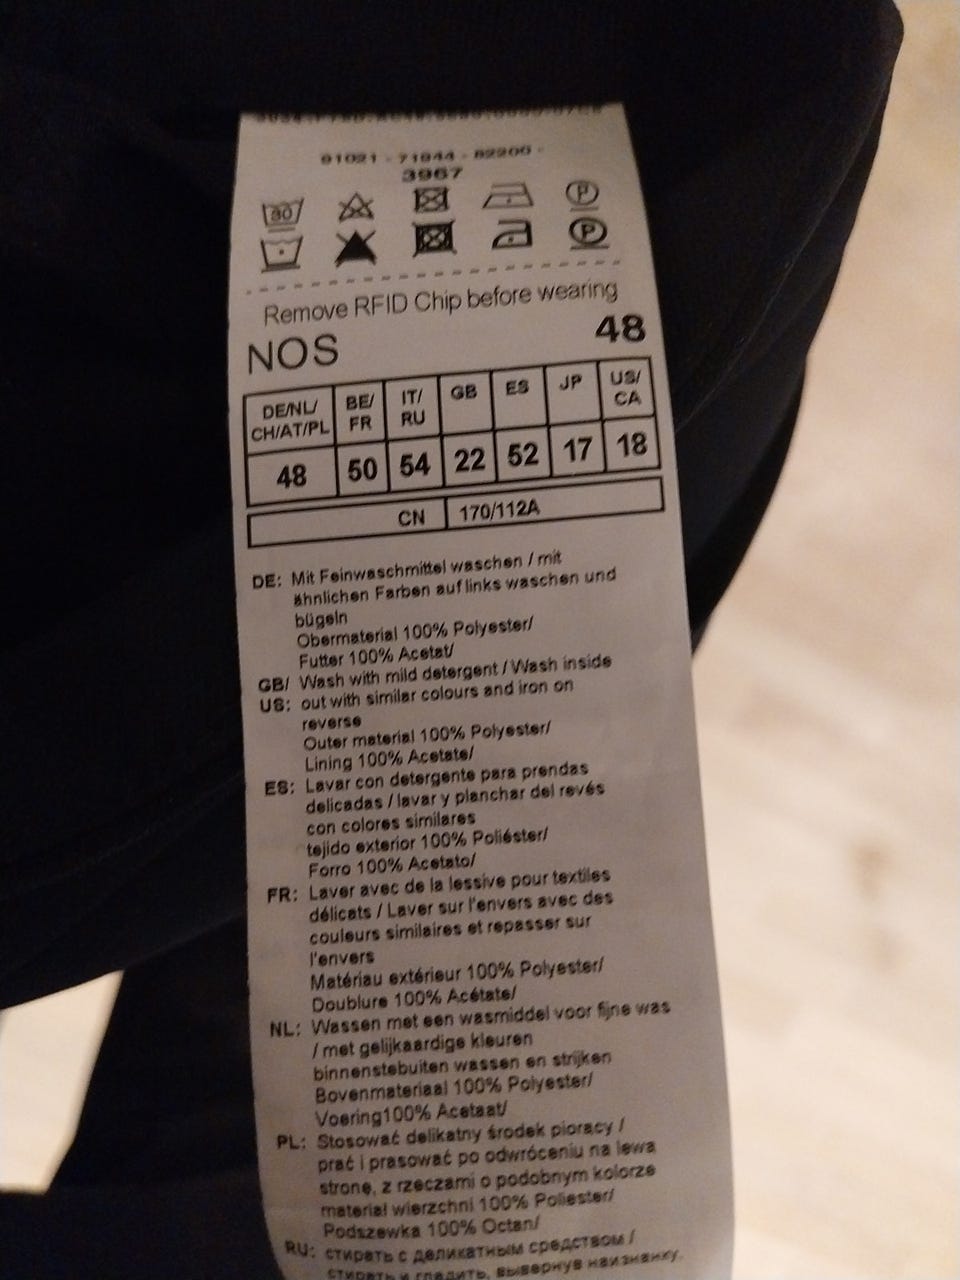 91021 - 71944 - 82200 -
3967
30 P
P
Remove RFID Chip before wearing
NOS 48
DE/NL/CH/AT/PL BE/FR IT/RU GB ES JP US/CA
48 50 54 22 52 17 18
CN 170/112A
DE: Mit Feinwaschmittel waschen / mit
ähnlichen Farben auf links waschen und
bügeln
Obermaterial 100% Polyester/
Futter 100% Acetat/
GB/ Wash with mild detergent / Wash inside
US: out with similar colours and iron on
reverse
Outer material 100% Polyester/
Lining 100% Acetate/
ES: Lavar con detergente para prendas
delicadas / lavar y planchar del revés
con colores similares
tejido exterior 100% Poliéster/
Forro 100% Acetato/
FR: Laver avec de la lessive pour textiles
délicats / Laver sur l'envers avec des
couleurs similaires et repasser sur
l'envers
Matériau extérieur 100% Polyester/
Doublure 100% Acétate/
NL: Wassen met een wasmiddel voor fijne was
/ met gelijkaardige kleuren
binnenstebuiten wassen en strijken
Bovenmateriaal 100% Polyester/
Voering100% Acetaat/
PL: Stosować delikatny środek piorący /
prać i prasować po odwróceniu na lewa
stronę, z rzeczami o podobnym kolorze
materiał wierzchni 100% Poliester/
Podszewka 100% Octan/
RU: стирать с деликатным средством /
стирать и гладить, вывернув наизнанку.